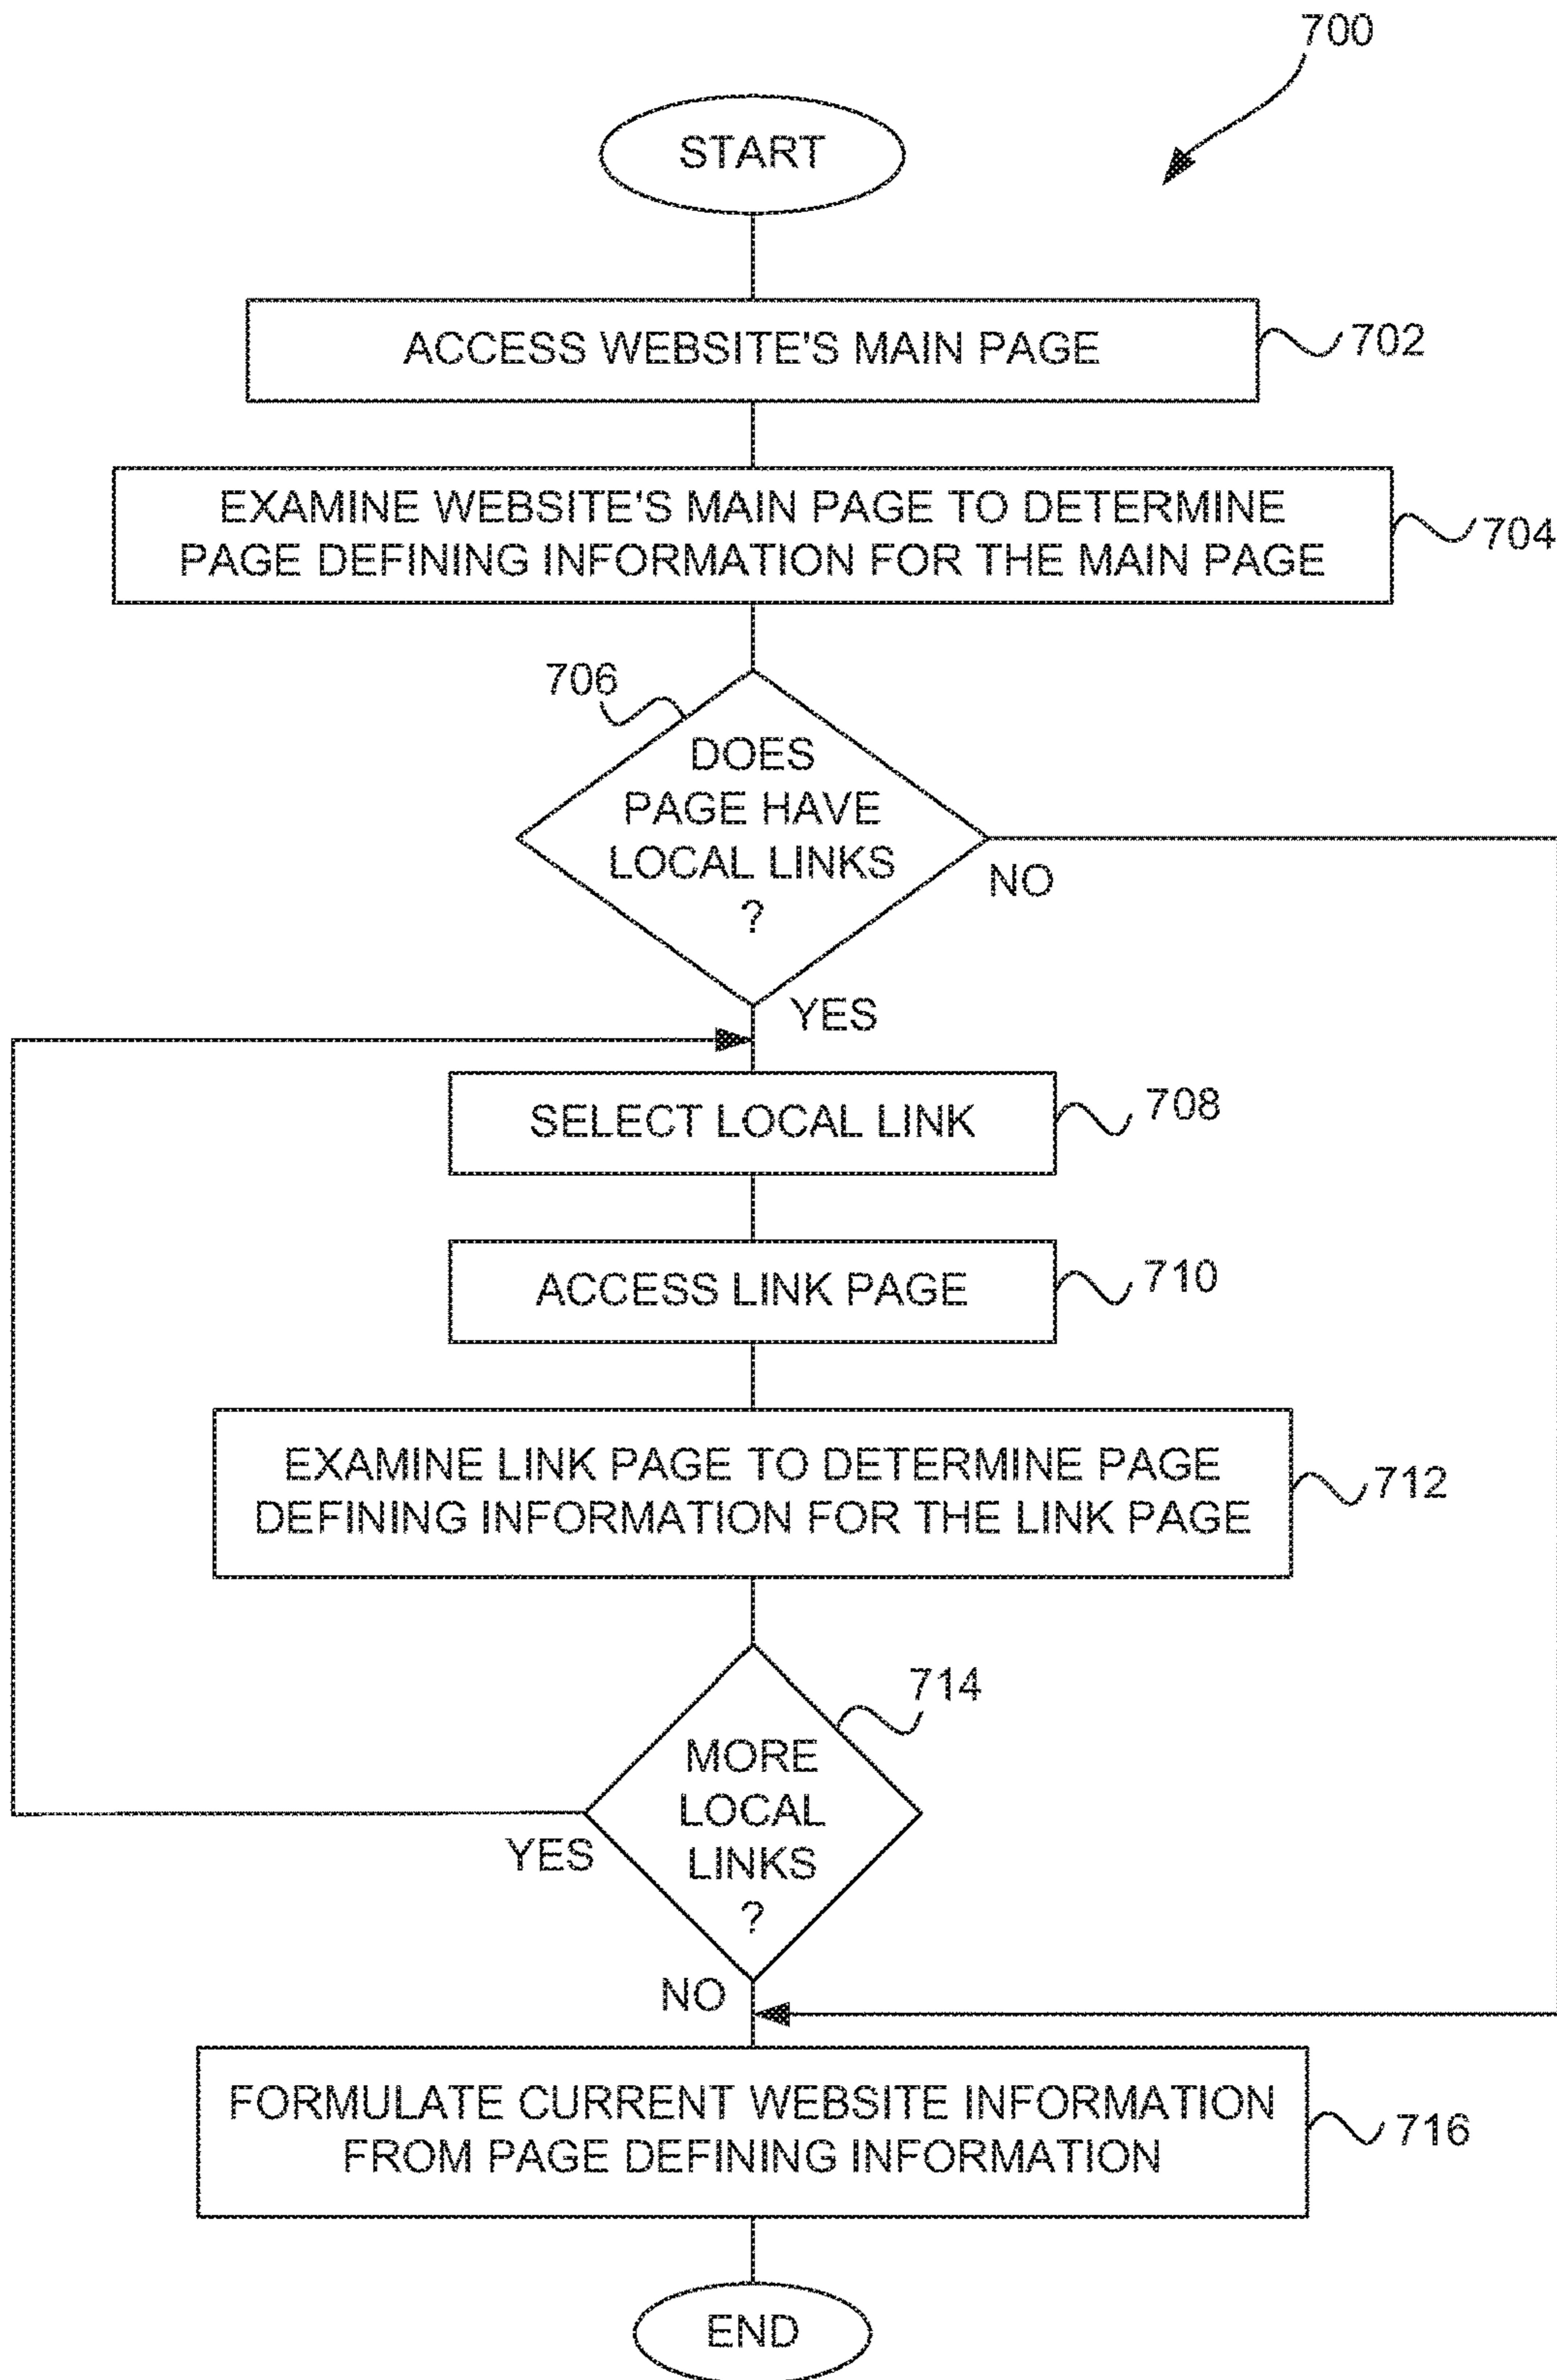 700
START
ACCESS WEBSITE'S MAIN PAGE
702
EXAMINE WEBSITE'S MAIN PAGE TO DETERMINE
PAGE DEFINING INFORMATION FOR THE MAIN PAGE
704
706
DOES
PAGE HAVE
LOCAL LINKS
?
NO
YES
SELECT LOCAL LINK
708
ACCESS LINK PAGE
710
EXAMINE LINK PAGE TO DETERMINE PAGE
DEFINING INFORMATION FOR THE LINK PAGE
712
714
MORE
LOCAL
LINKS
?
YES
NO
FORMULATE CURRENT WEBSITE INFORMATION
FROM PAGE DEFINING INFORMATION
716
END